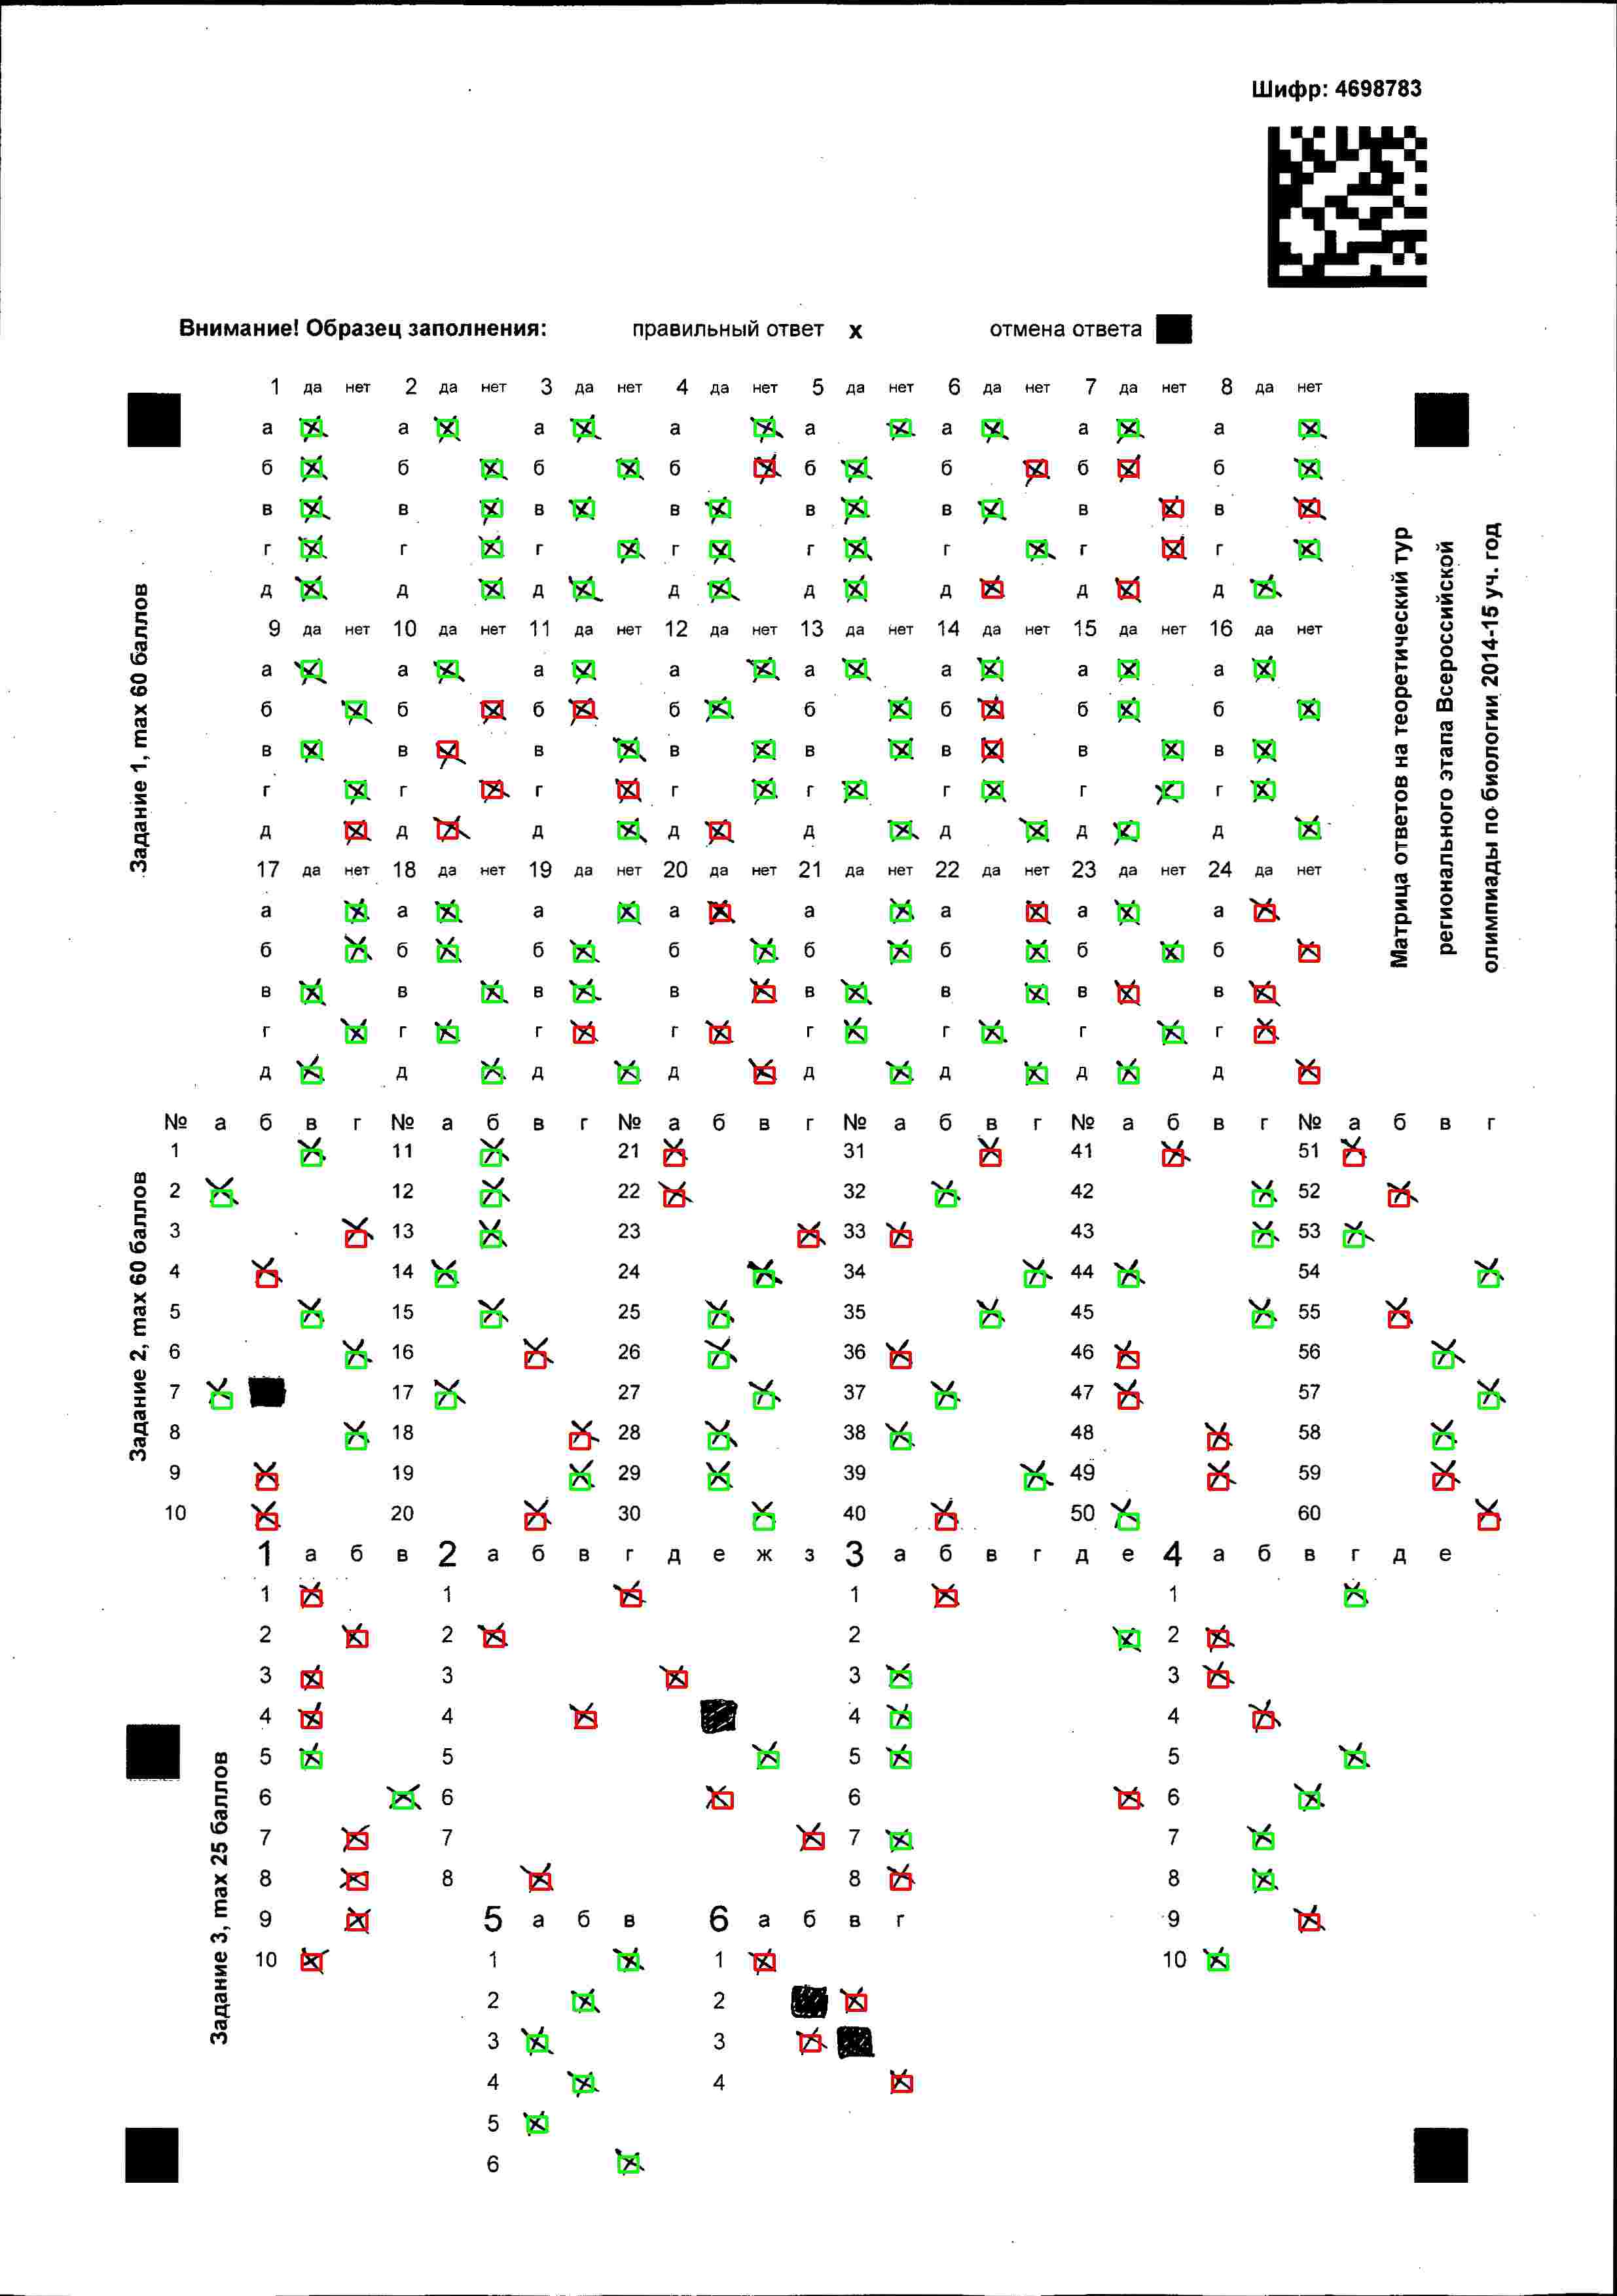 Шифр: 4698783
Внимание! Образец заполнения: правильный ответ х отмена ответа
1 да нет 2 да нет 3 да нет 4 да нет 5 да нет 6 да нет 7 да нет 8 да нет
а а а а а а а а
б б б б б б б б
в в в в в в в в
г г г г г г г г
д д д д д д д д
9 да нет 10 да нет 11 да нет 12 да нет 13 да нет 14 да нет 15 да нет 16 да нет
а а а а а а а а
б б б б б б б б
в в в в в в в в
г г г г г г г г
д д д д д д д д
17 да нет 18 да нет 19 да нет 20 да нет 21 да нет 22 да нет 23 да нет 24 да нет
а а а а а а а а
б б б б б б б б
в в в в в в в в
г г г г г г г г
д д д д д д д д
Задание 1, max 60 баллов
Матрица ответов на теоретический тур
регионального этапа Всероссийской
олимпиады по биологии 2014-15 уч. год
№ а б в г № а б в г № а б в г № а б в г № а б в г № а б в г
1 11 21 31 41 51
2 12 22 32 42 52
3 13 23 33 43 53
4 14 24 34 44 54
5 15 25 35 45 55
6 16 26 36 46 56
7 17 27 37 47 57
8 18 28 38 48 58
9 19 29 39 49 59
10 20 30 40 50 60
Задание 2, max 60 баллов
1 а б в 2 а б в г д е ж з 3 а б в г д е 4 а б в г д е
1 1 1 1
2 2 2 2
3 3 3 3
4 4 4 4
5 5 5 5
6 6 6 6
7 7 7 7
8 8 8 8
9 5 а б в 6 а б в г 9
10 1 1 10
2 2
3 3
4 4
5
6
Задание 3, max 25 баллов